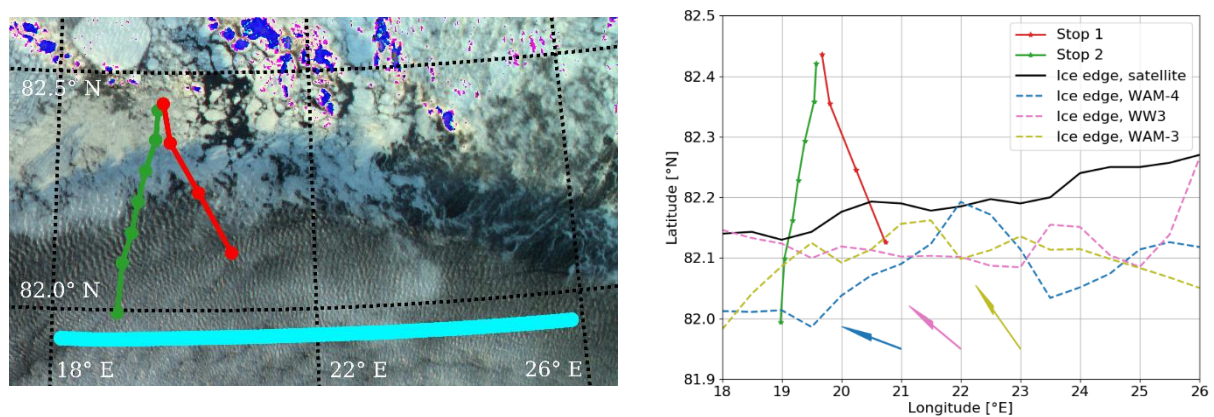 82.5° N
82.0° N
18° E
22° E
26° E
82.5
82.4
82.3
82.2
82.1
82.0
81.9
Latitude [°N]
18
19
20
21
22
23
24
25
26
Longitude [°E]
Stop 1
Stop 2
Ice edge, satellite
Ice edge, WAM-4
Ice edge, WW3
Ice edge, WAM-3